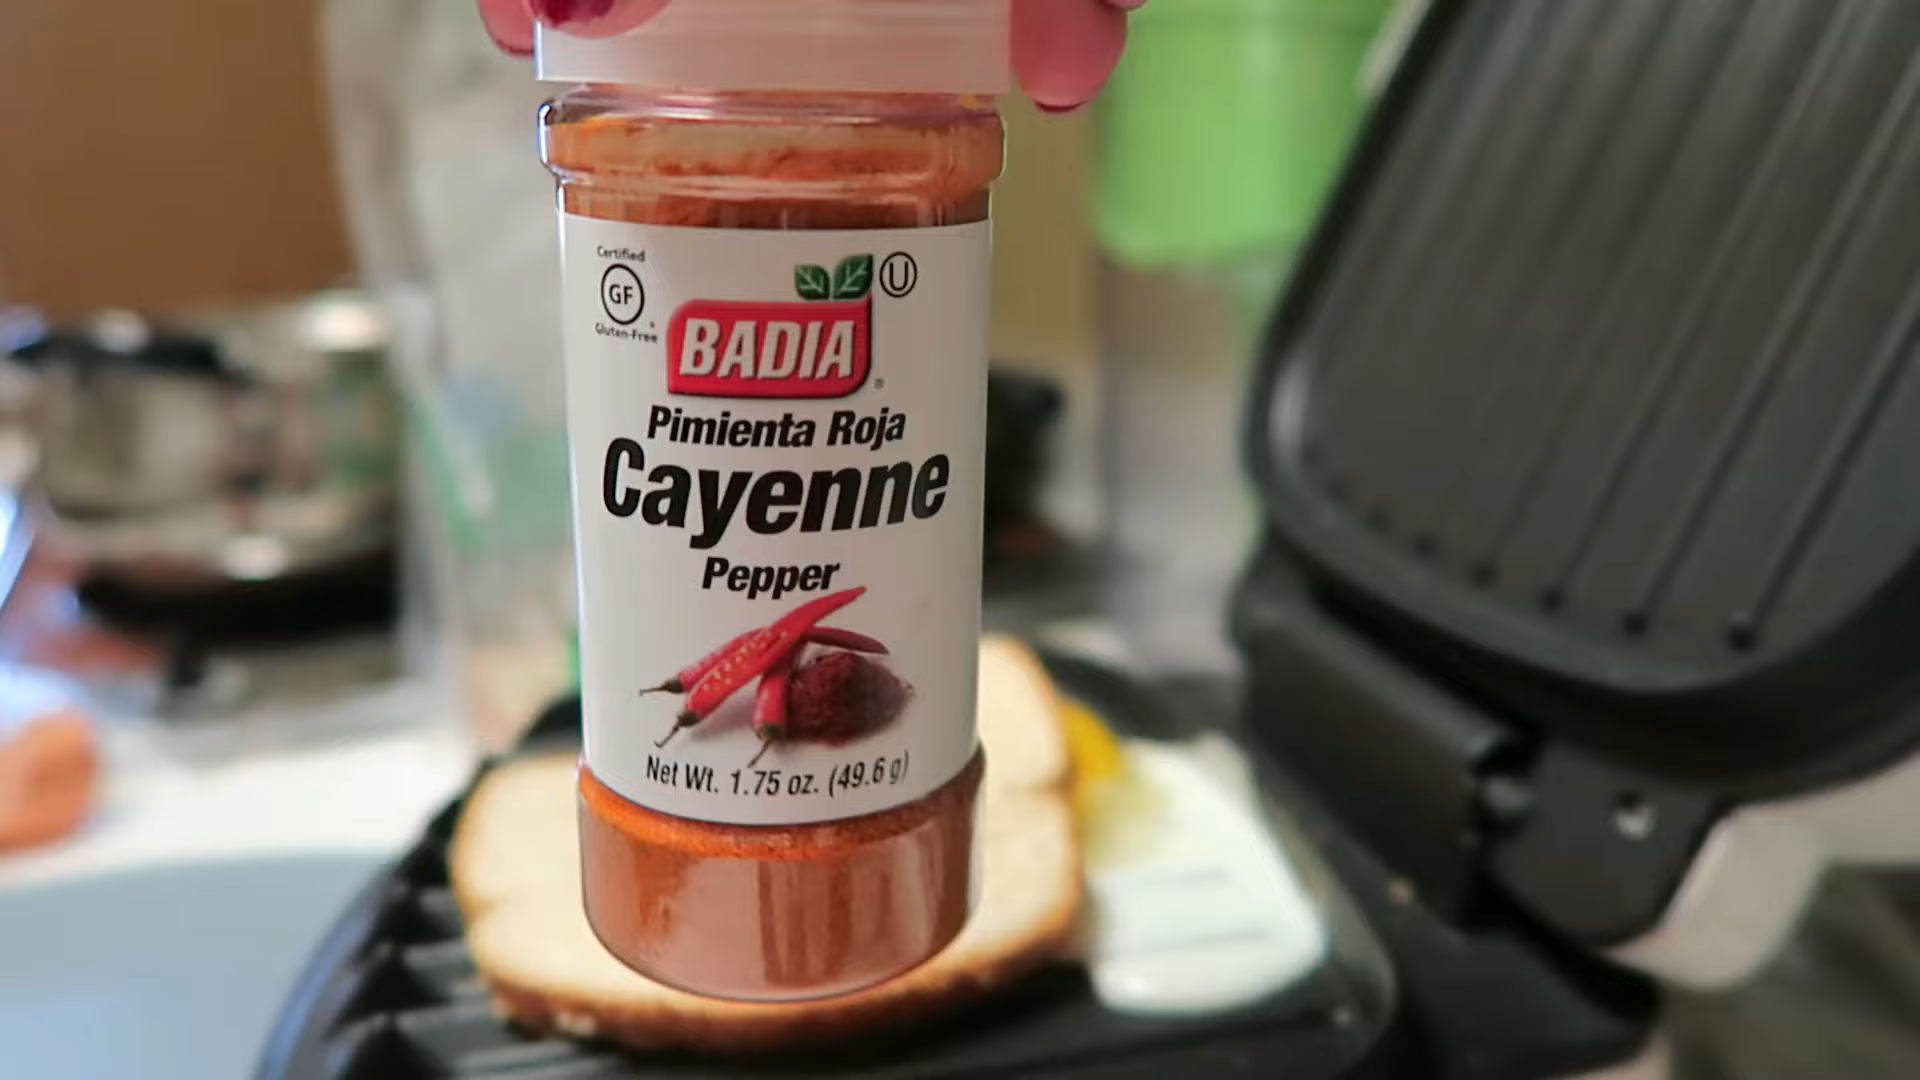 Certified
GF
Gluten-Free
U
BADIA
®
Pimienta Roja
Cayenne
Pepper
Net Wt. 1.75 oz. (49.6 g)